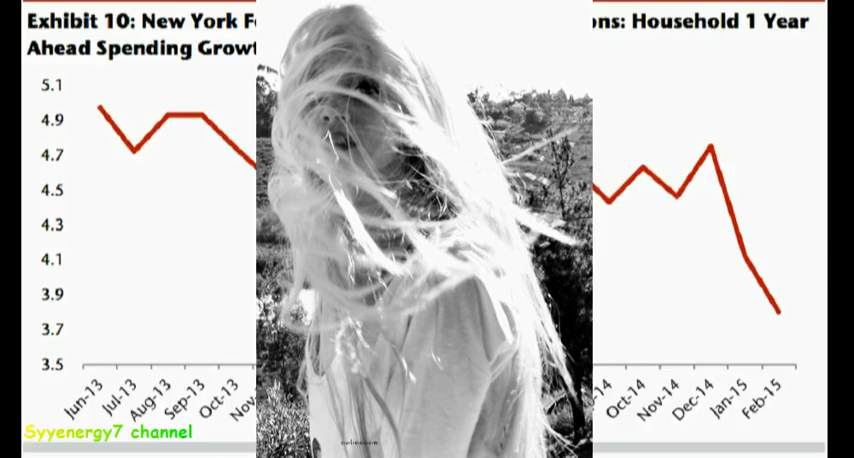 Exhibit 10: New York F
ons: Household 1 Year
Ahead Spending Growt
5.1
4.9
4.7
4.5
4.3
4.1
3.9
3.7
3.5
Jun-13
Jul-13
Aug-13
Sep-13
Oct-13
Nov
-14
Oct-14
Nov-14
Dec-14
Jan-15
Feb-15
Syyenergy7 channel